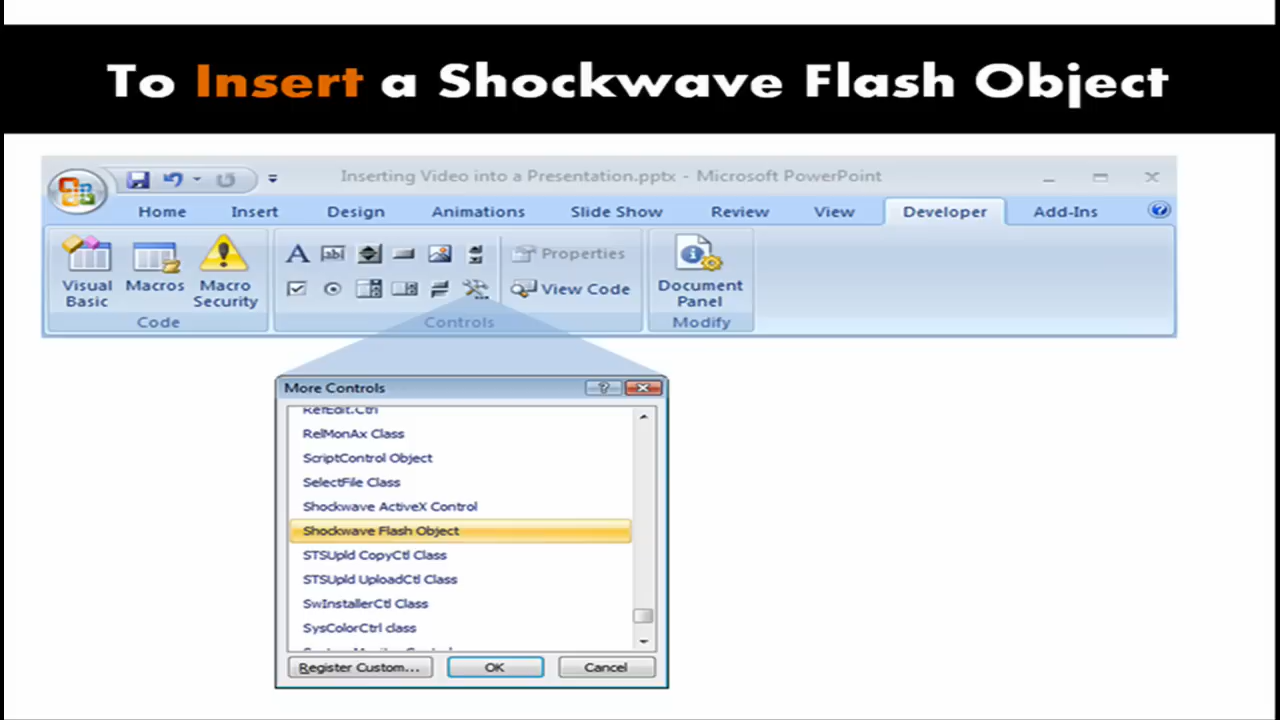 To Insert a Shockwave Flash Object
Inserting Video into a Presentation.pptx - Microsoft PowerPoint
Home Insert Design Animations Slide Show Review View Developer Add-Ins
A ab| Properties
Visual Basic Macros Macro Security View Code Document Panel
Code Controls Modify
More Controls
RefEdit.Ctrl
RelMonAx Class
ScriptControl Object
SelectFile Class
Shockwave ActiveX Control
Shockwave Flash Object
STSUpld CopyCtl Class
STSUpld UploadCtl Class
SwInstallerCtl Class
SysColorCtrl class
Register Custom... OK Cancel